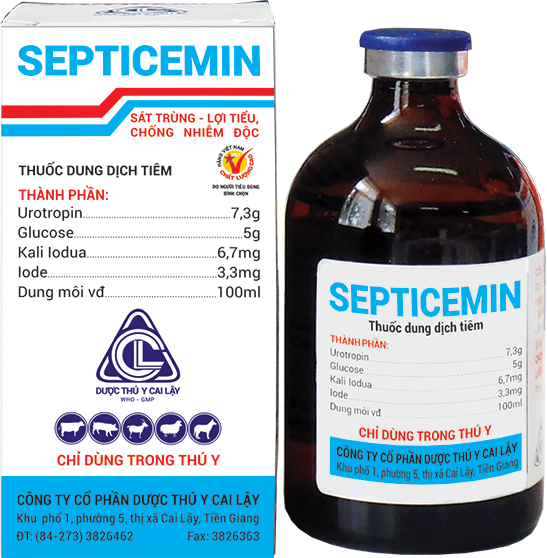 SEPTICEMIN
SÁT TRÙNG - LỢI TIỂU,
CHỐNG NHIỄM ĐỘC
THUỐC DUNG DỊCH TIÊM
HÀNG VIỆT NAM
CHẤT LƯỢNG CAO
DO NGƯỜI TIÊU DÙNG
BÌNH CHỌN
THÀNH PHẦN:
Urotropin 7,3g
Glucose 5g
Kali Iodua 6,7mg
Iode 3,3mg
Dung môi vđ 100ml
CL
DƯỢC THÚ Y CAI LẬY
WHO - GMP
CHỈ DÙNG TRONG THÚ Y
CÔNG TY CỔ PHẦN DƯỢC THÚ Y CAI LẬY
Khu phố 1, phường 5, thị xã Cai Lậy, Tiền Giang
ĐT: (84-273) 3826462 Fax: 3826363
SEPTICEMIN
Thuốc dung dịch tiêm
THÀNH PHẦN:
Urotropin 7,3g
Glucose 5g
Kali Iodua 6,7mg
Iode 3,3mg
Dung môi vđ 100ml
CHỈ DÙNG TRONG THÚ Y
CÔNG TY CỔ PHẦN DƯỢC THÚ Y CAI LẬY
Khu phố 1, phường 5, thị xã Cai Lậy, Tiền Giang